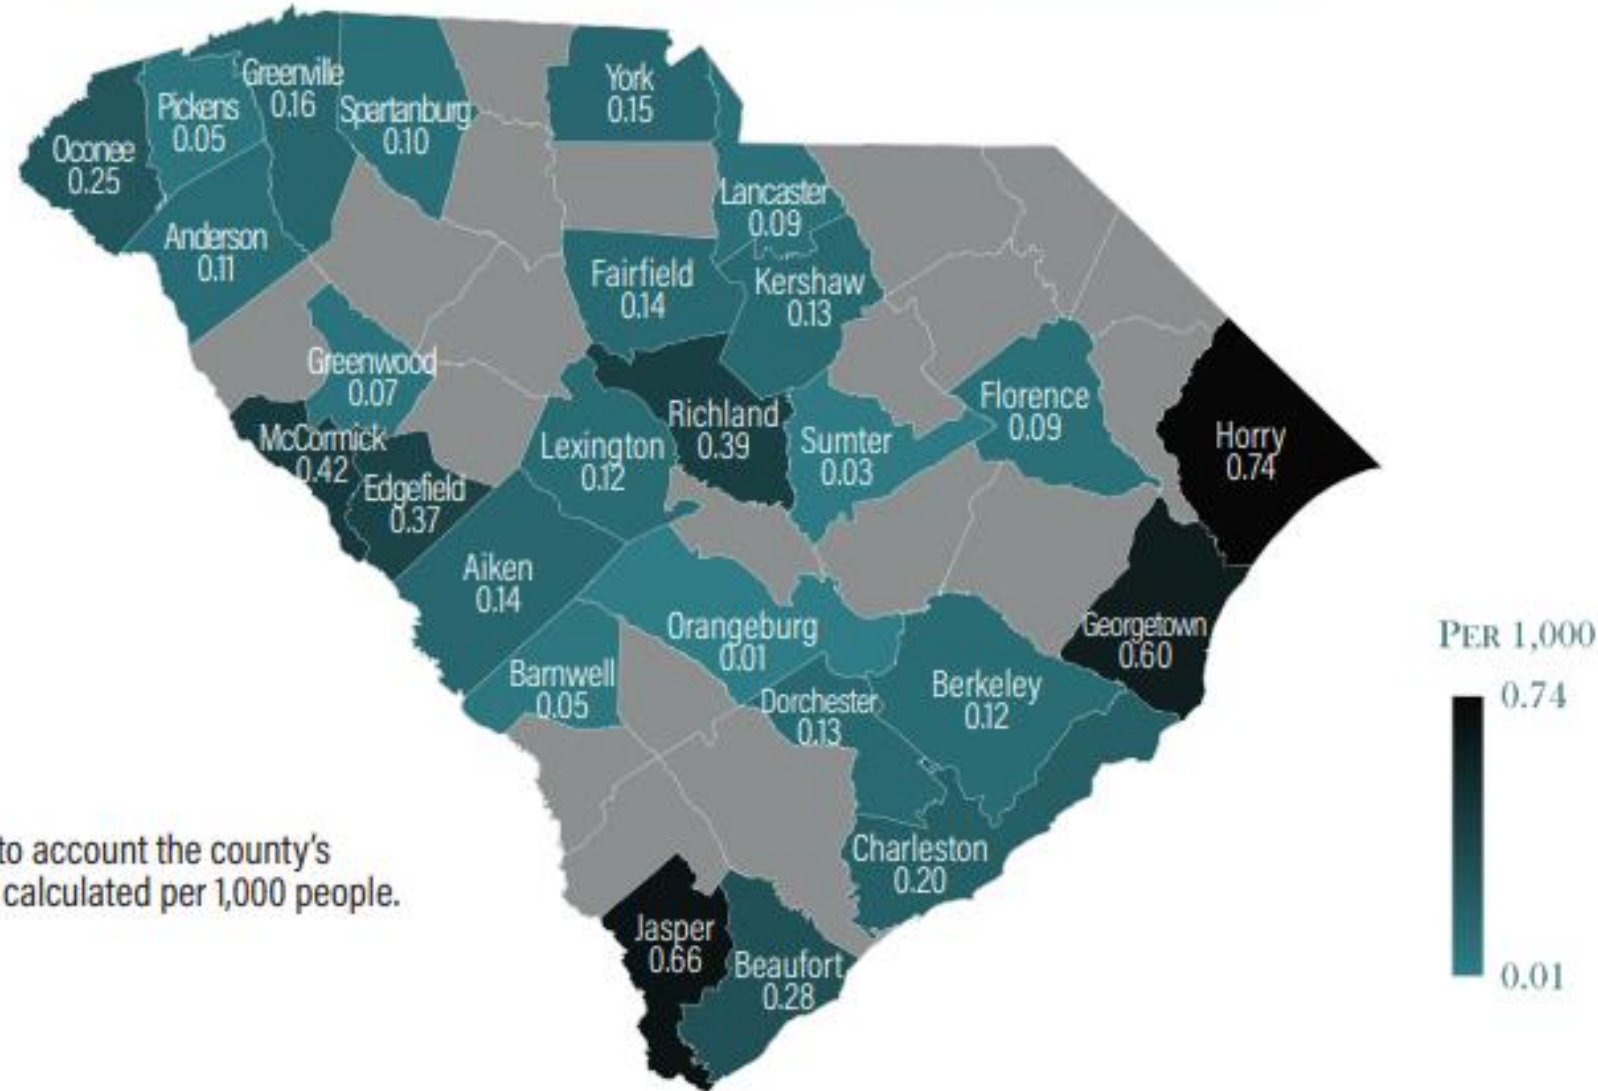 Greenville
0.16
York
0.15
Pickens
0.05
Spartanburg
0.10
Oconee
0.25
Lancaster
0.09
Anderson
0.11
Fairfield
0.14
Kershaw
0.13
Greenwood
0.07
Richland
0.39
Florence
0.09
McCormick
0.42
Lexington
0.12
Sumter
0.03
Horry
0.74
Edgefield
0.37
Aiken
0.14
Orangeburg
0.01
Georgetown
0.60
Barnwell
0.05
Dorchester
0.13
Berkeley
0.12
Charleston
0.20
Jasper
0.66
Beaufort
0.28
PER 1,000
0.74
0.01
to account the county's
calculated per 1,000 people.